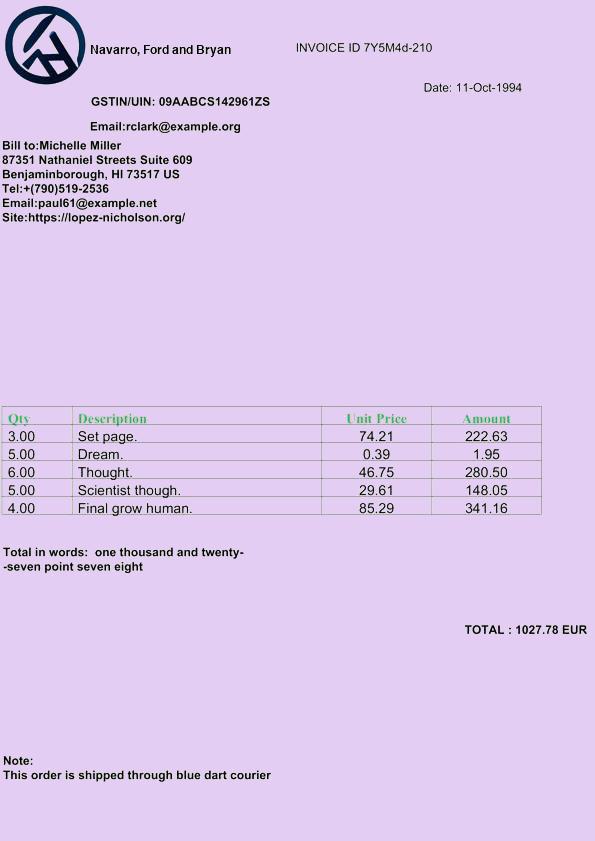 Navarro, Ford and Bryan
INVOICE ID 7Y5M4d-210
Date: 11-Oct-1994
GSTIN/UIN: 09AABCS142961ZS
Email:rclark@example.org
Bill to:Michelle Miller
87351 Nathaniel Streets Suite 609
Benjaminborough, HI 73517 US
Tel:+(790)519-2536
Email:paul61@example.net
Site:https://lopez-nicholson.org/
Qty Description Unit Price Amount
3.00 Set page. 74.21 222.63
5.00 Dream. 0.39 1.95
6.00 Thought. 46.75 280.50
5.00 Scientist though. 29.61 148.05
4.00 Final grow human. 85.29 341.16
Total in words: one thousand and twenty-
-seven point seven eight
TOTAL : 1027.78 EUR
Note:
This order is shipped through blue dart courier